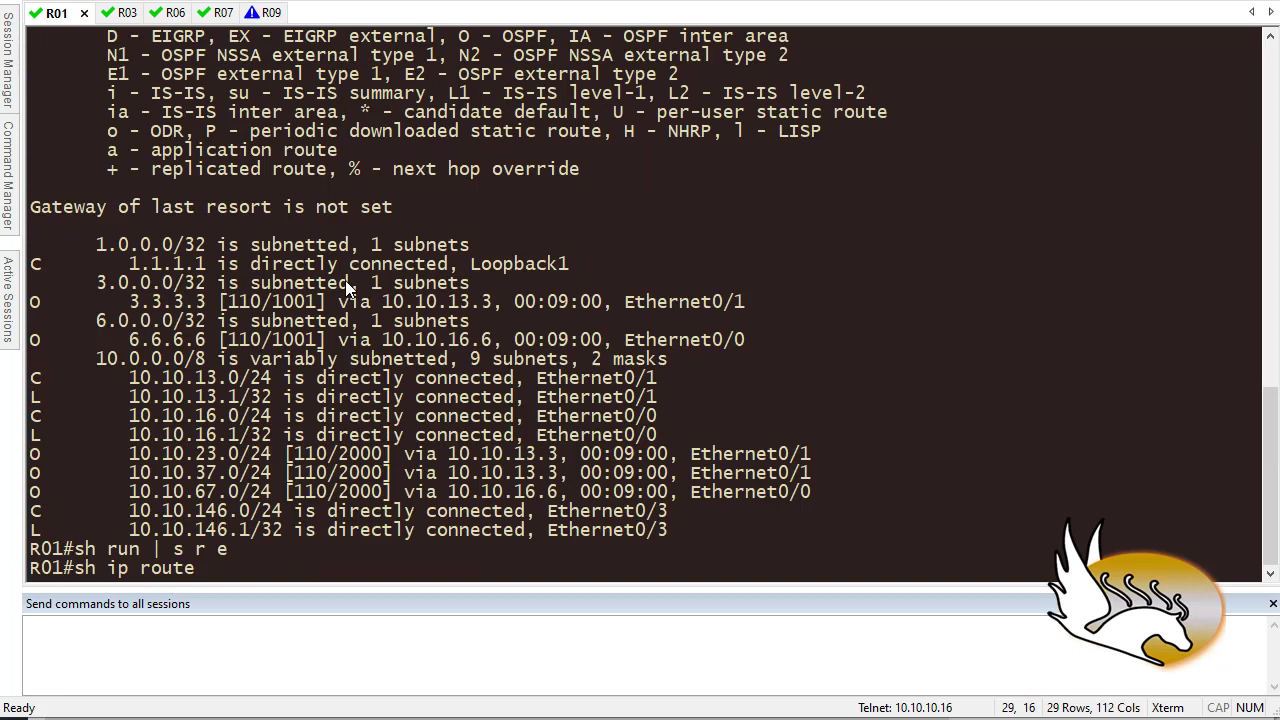 R01 × R03 R06 R07 R09
Session Manager
Command Manager
Active Sessions
D - EIGRP, EX - EIGRP external, O - OSPF, IA - OSPF inter area
N1 - OSPF NSSA external type 1, N2 - OSPF NSSA external type 2
E1 - OSPF external type 1, E2 - OSPF external type 2
i - IS-IS, su - IS-IS summary, L1 - IS-IS level-1, L2 - IS-IS level-2
ia - IS-IS inter area, * - candidate default, U - per-user static route
o - ODR, P - periodic downloaded static route, H - NHRP, l - LISP
a - application route
+ - replicated route, % - next hop override
Gateway of last resort is not set
1.0.0.0/32 is subnetted, 1 subnets
C 1.1.1.1 is directly connected, Loopback1
3.0.0.0/32 is subnetted, 1 subnets
O 3.3.3.3 [110/1001] via 10.10.13.3, 00:09:00, Ethernet0/1
6.0.0.0/32 is subnetted, 1 subnets
O 6.6.6.6 [110/1001] via 10.10.16.6, 00:09:00, Ethernet0/0
10.0.0.0/8 is variably subnetted, 9 subnets, 2 masks
C 10.10.13.0/24 is directly connected, Ethernet0/1
L 10.10.13.1/32 is directly connected, Ethernet0/1
C 10.10.16.0/24 is directly connected, Ethernet0/0
L 10.10.16.1/32 is directly connected, Ethernet0/0
O 10.10.23.0/24 [110/2000] via 10.10.13.3, 00:09:00, Ethernet0/1
O 10.10.37.0/24 [110/2000] via 10.10.13.3, 00:09:00, Ethernet0/1
O 10.10.67.0/24 [110/2000] via 10.10.16.6, 00:09:00, Ethernet0/0
C 10.10.146.0/24 is directly connected, Ethernet0/3
L 10.10.146.1/32 is directly connected, Ethernet0/3
R01#sh run | s r e
R01#sh ip route
Send commands to all sessions ×
Ready Telnet: 10.10.10.16 29, 16 29 Rows, 112 Cols Xterm CAP NUM